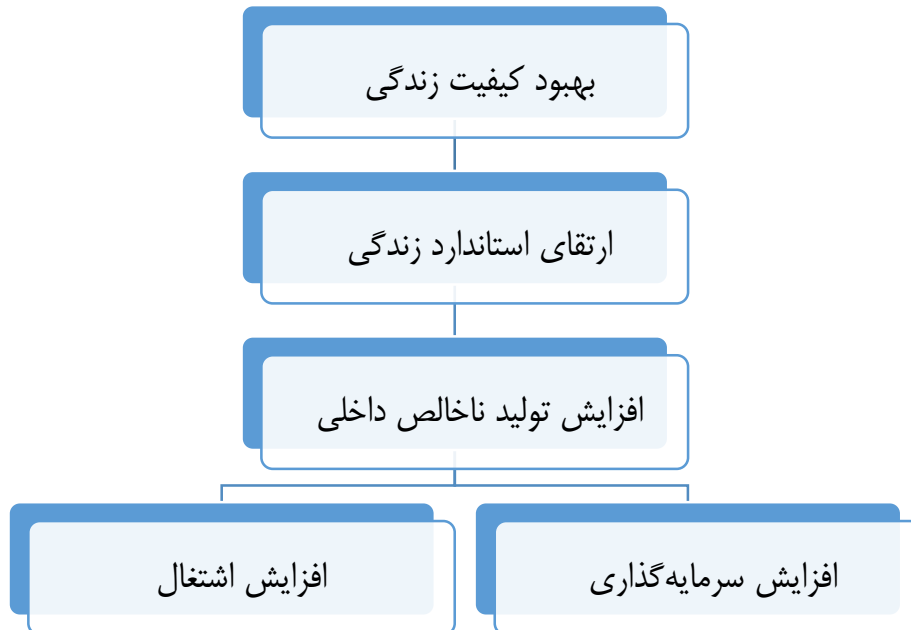 بهبود کیفیت زندگی
ارتقای استاندارد زندگی
افزایش تولید ناخالص داخلی
افزایش سرمایه‌گذاری
افزایش اشتغال